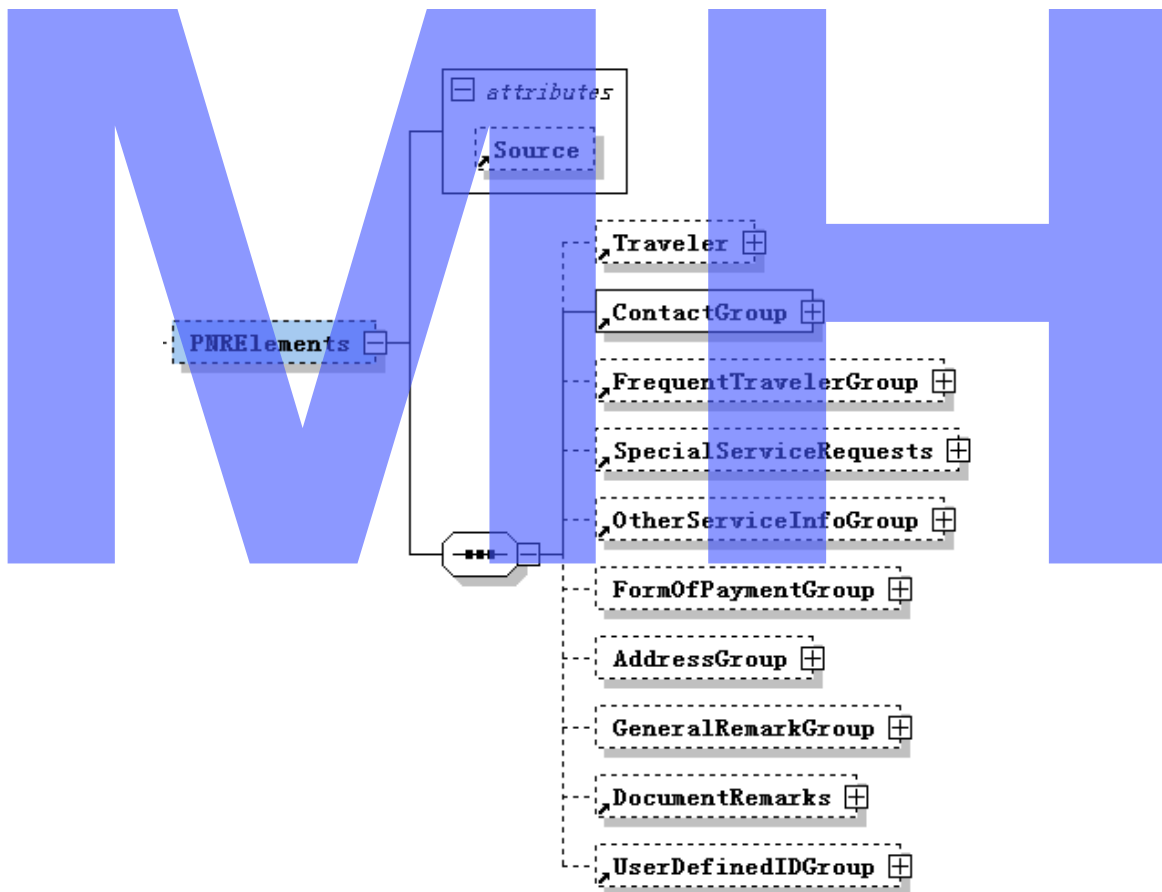 MH
attributes
Source
Traveler
ContactGroup
PNRElements
FrequentTravelerGroup
SpecialServiceRequests
OtherServiceInfoGroup
FormOfPaymentGroup
AddressGroup
GeneralRemarkGroup
DocumentRemarks
UserDefinedIDGroup